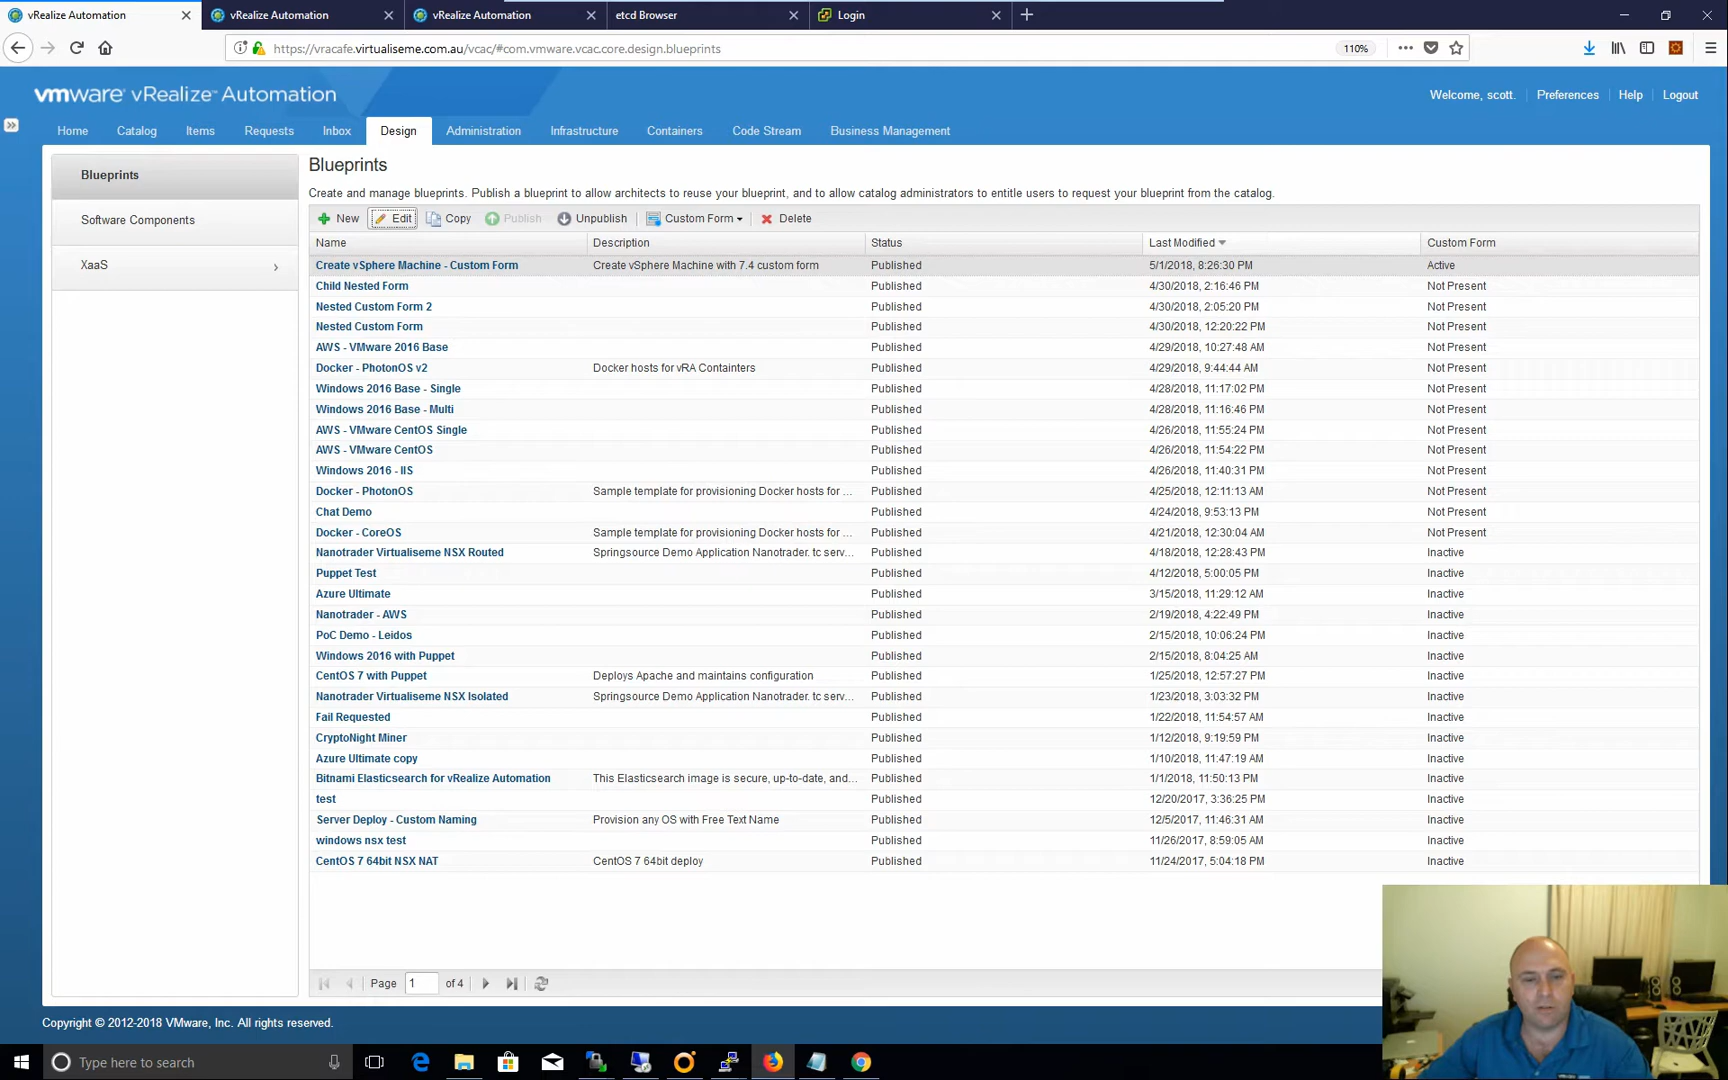 vRealize Automation
vRealize Automation
vRealize Automation
etcd Browser
Login
https://vracafe.virtualiseme.com.au/vcac/#com.vmware.vcac.core.design.blueprints
110%
vmware vRealize™ Automation
Welcome, scott. Preferences Help Logout
Home Catalog Items Requests Inbox Design Administration Infrastructure Containers Code Stream Business Management
Blueprints
Software Components
XaaS
Blueprints
Create and manage blueprints. Publish a blueprint to allow architects to reuse your blueprint, and to allow catalog administrators to entitle users to request your blueprint from the catalog.
New Edit Copy Publish Unpublish Custom Form Delete
Name Description Status Last Modified Custom Form
Create vSphere Machine - Custom Form Create vSphere Machine with 7.4 custom form Published 5/1/2018, 8:26:30 PM Active
Child Nested Form Published 4/30/2018, 2:16:46 PM Not Present
Nested Custom Form 2 Published 4/30/2018, 2:05:20 PM Not Present
Nested Custom Form Published 4/30/2018, 12:20:22 PM Not Present
AWS - VMware 2016 Base Published 4/29/2018, 10:27:48 AM Not Present
Docker - PhotonOS v2 Docker hosts for vRA Containters Published 4/29/2018, 9:44:44 AM Not Present
Windows 2016 Base - Single Published 4/28/2018, 11:17:02 PM Not Present
Windows 2016 Base - Multi Published 4/28/2018, 11:16:46 PM Not Present
AWS - VMware CentOS Single Published 4/26/2018, 11:55:24 PM Not Present
AWS - VMware CentOS Published 4/26/2018, 11:54:22 PM Not Present
Windows 2016 - IIS Published 4/26/2018, 11:40:31 PM Not Present
Docker - PhotonOS Sample template for provisioning Docker hosts for ... Published 4/25/2018, 12:11:13 AM Not Present
Chat Demo Published 4/24/2018, 9:53:13 PM Not Present
Docker - CoreOS Sample template for provisioning Docker hosts for ... Published 4/21/2018, 12:30:04 AM Not Present
Nanotrader Virtualiseme NSX Routed Springsource Demo Application Nanotrader. tc serv... Published 4/18/2018, 12:28:43 PM Inactive
Puppet Test Published 4/12/2018, 5:00:05 PM Inactive
Azure Ultimate Published 3/15/2018, 11:29:12 AM Inactive
Nanotrader - AWS Published 2/19/2018, 4:22:49 PM Inactive
PoC Demo - Leidos Published 2/15/2018, 10:06:24 PM Inactive
Windows 2016 with Puppet Published 2/15/2018, 8:04:25 AM Inactive
CentOS 7 with Puppet Deploys Apache and maintains configuration Published 1/25/2018, 12:57:27 PM Inactive
Nanotrader Virtualiseme NSX Isolated Springsource Demo Application Nanotrader. tc serv... Published 1/23/2018, 3:03:32 PM Inactive
Fail Requested Published 1/22/2018, 11:54:57 AM Inactive
CryptoNight Miner Published 1/12/2018, 9:19:59 PM Inactive
Azure Ultimate copy Published 1/10/2018, 11:47:19 AM Inactive
Bitnami Elasticsearch for vRealize Automation This Elasticsearch image is secure, up-to-date, and... Published 1/1/2018, 11:50:13 PM Inactive
test Published 12/20/2017, 3:36:25 PM Inactive
Server Deploy - Custom Naming Provision any OS with Free Text Name Published 12/5/2017, 11:46:31 AM Inactive
windows nsx test Published 11/26/2017, 8:59:05 AM Inactive
CentOS 7 64bit NSX NAT CentOS 7 64bit deploy Published 11/24/2017, 5:04:18 PM Inactive
Page 1 of 4
Copyright © 2012-2018 VMware, Inc. All rights reserved.
Type here to search